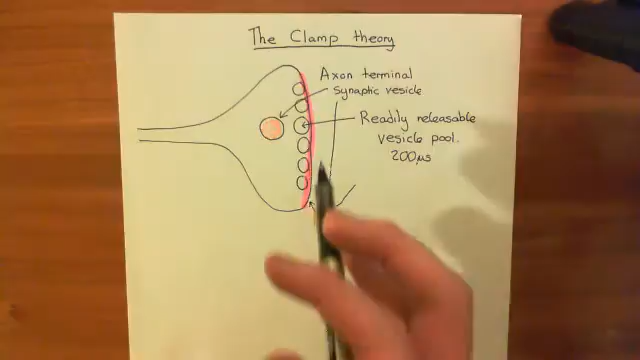 The Clamp theory
Axon terminal
Synaptic vesicle
Readily releasable
vesicle pool.
200μs